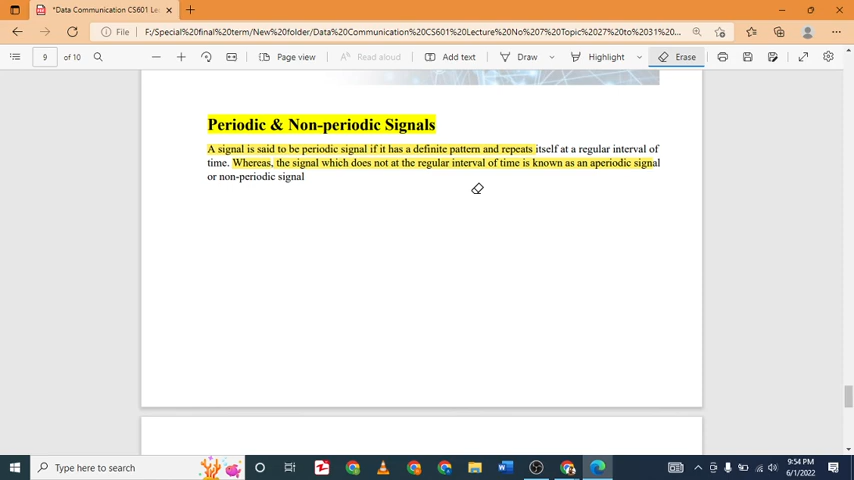 *Data Communication CS601 Le
File
F:/Special%20final%20term/New%20folder/Data%20Communication%20CS601%20Lecture%20No%207%20Topic%2027%20to%2031%20...
9 of 10
Page view
Read aloud
Add text
Draw
Highlight
Erase
Periodic & Non-periodic Signals
A signal is said to be periodic signal if it has a definite pattern and repeats itself at a regular interval of
time. Whereas, the signal which does not at the regular interval of time is known as an aperiodic signal
or non-periodic signal
Type here to search
9:54 PM
6/1/2022